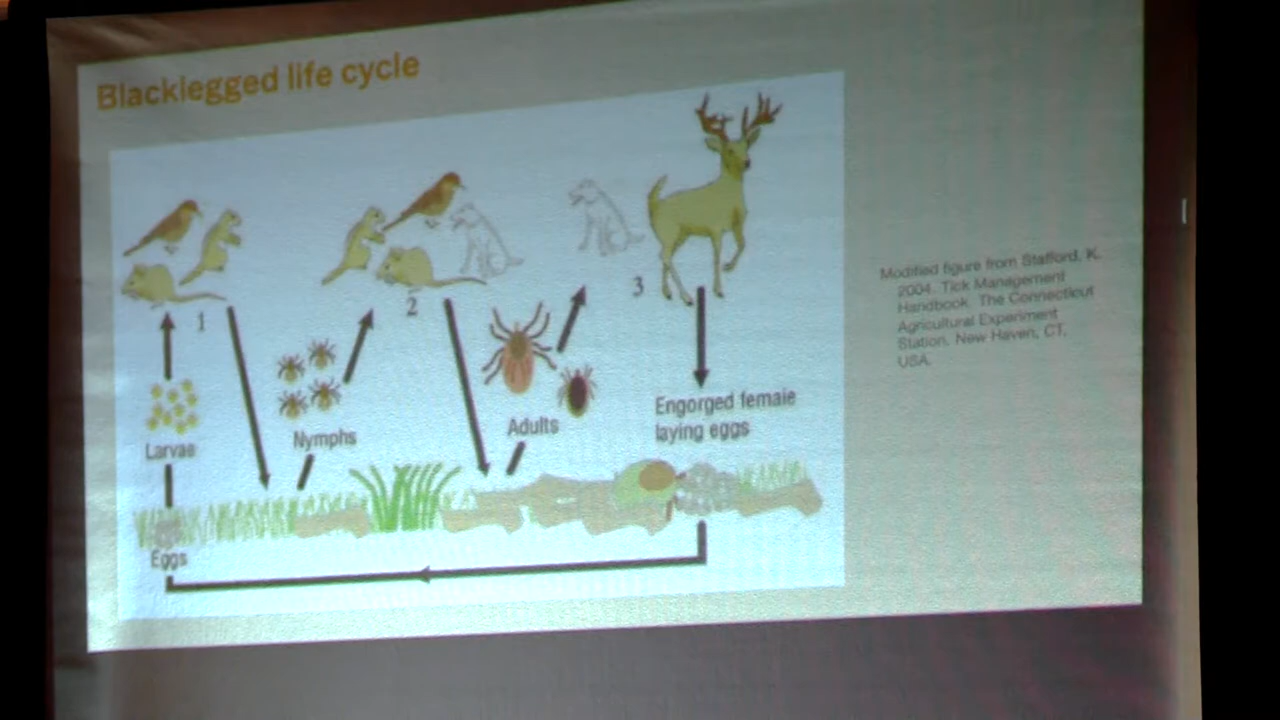 Blacklegged life cycle
1
2
3
Larvae
Nymphs
Adults
Engorged female
laying eggs
Eggs
Modified figure from Stafford, K.
2004. Tick Management
Handbook. The Connecticut
Agricultural Experiment
Station, New Haven, CT,
USA.